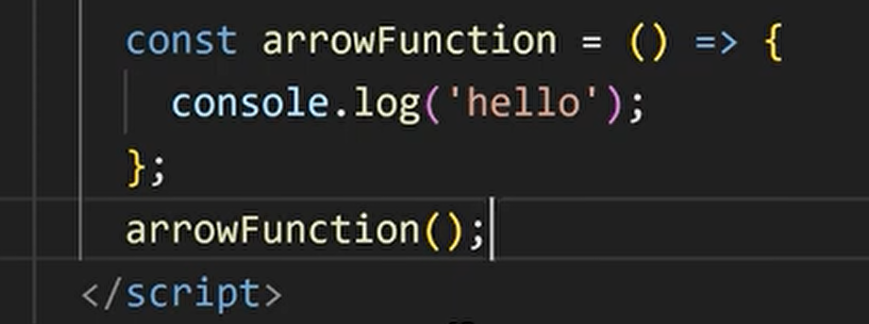 const arrowFunction = () => {
  console.log('hello');
};
arrowFunction();
</script>